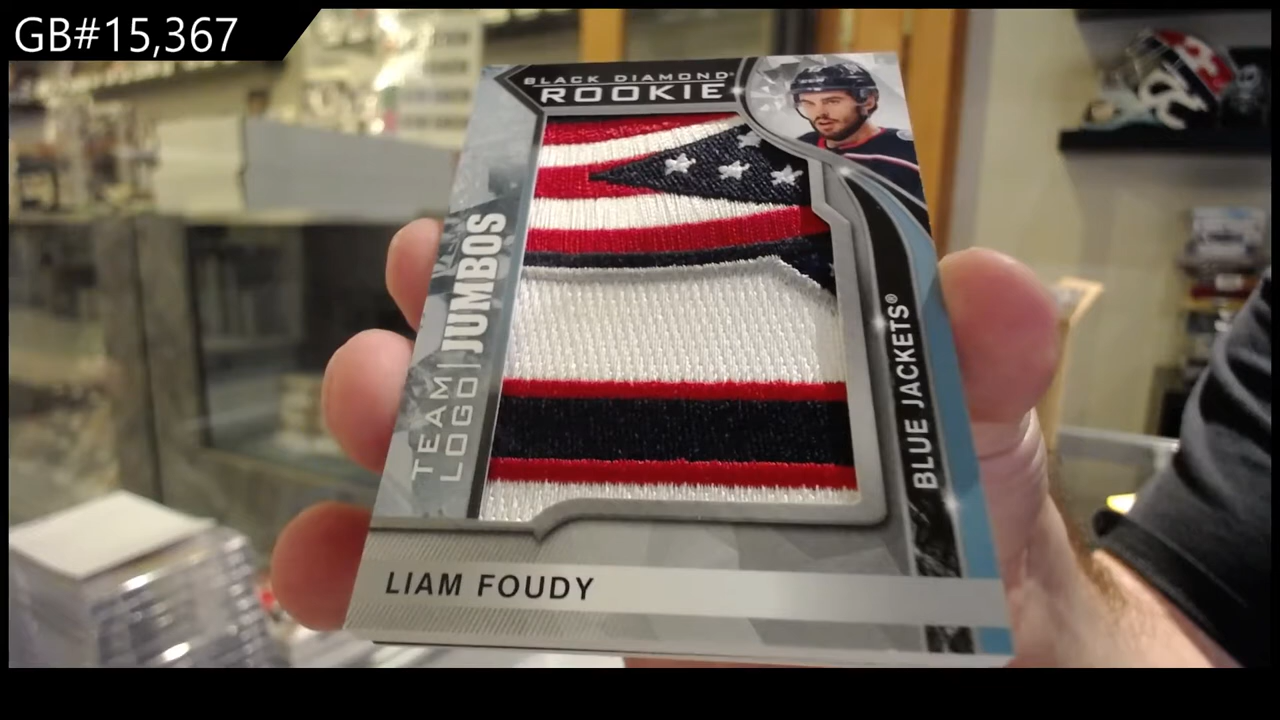 GB#15,367
BLACK DIAMOND®
ROOKIE
TEAM
LOGO
JUMBOS
BLUE JACKETS®
LIAM FOUDY